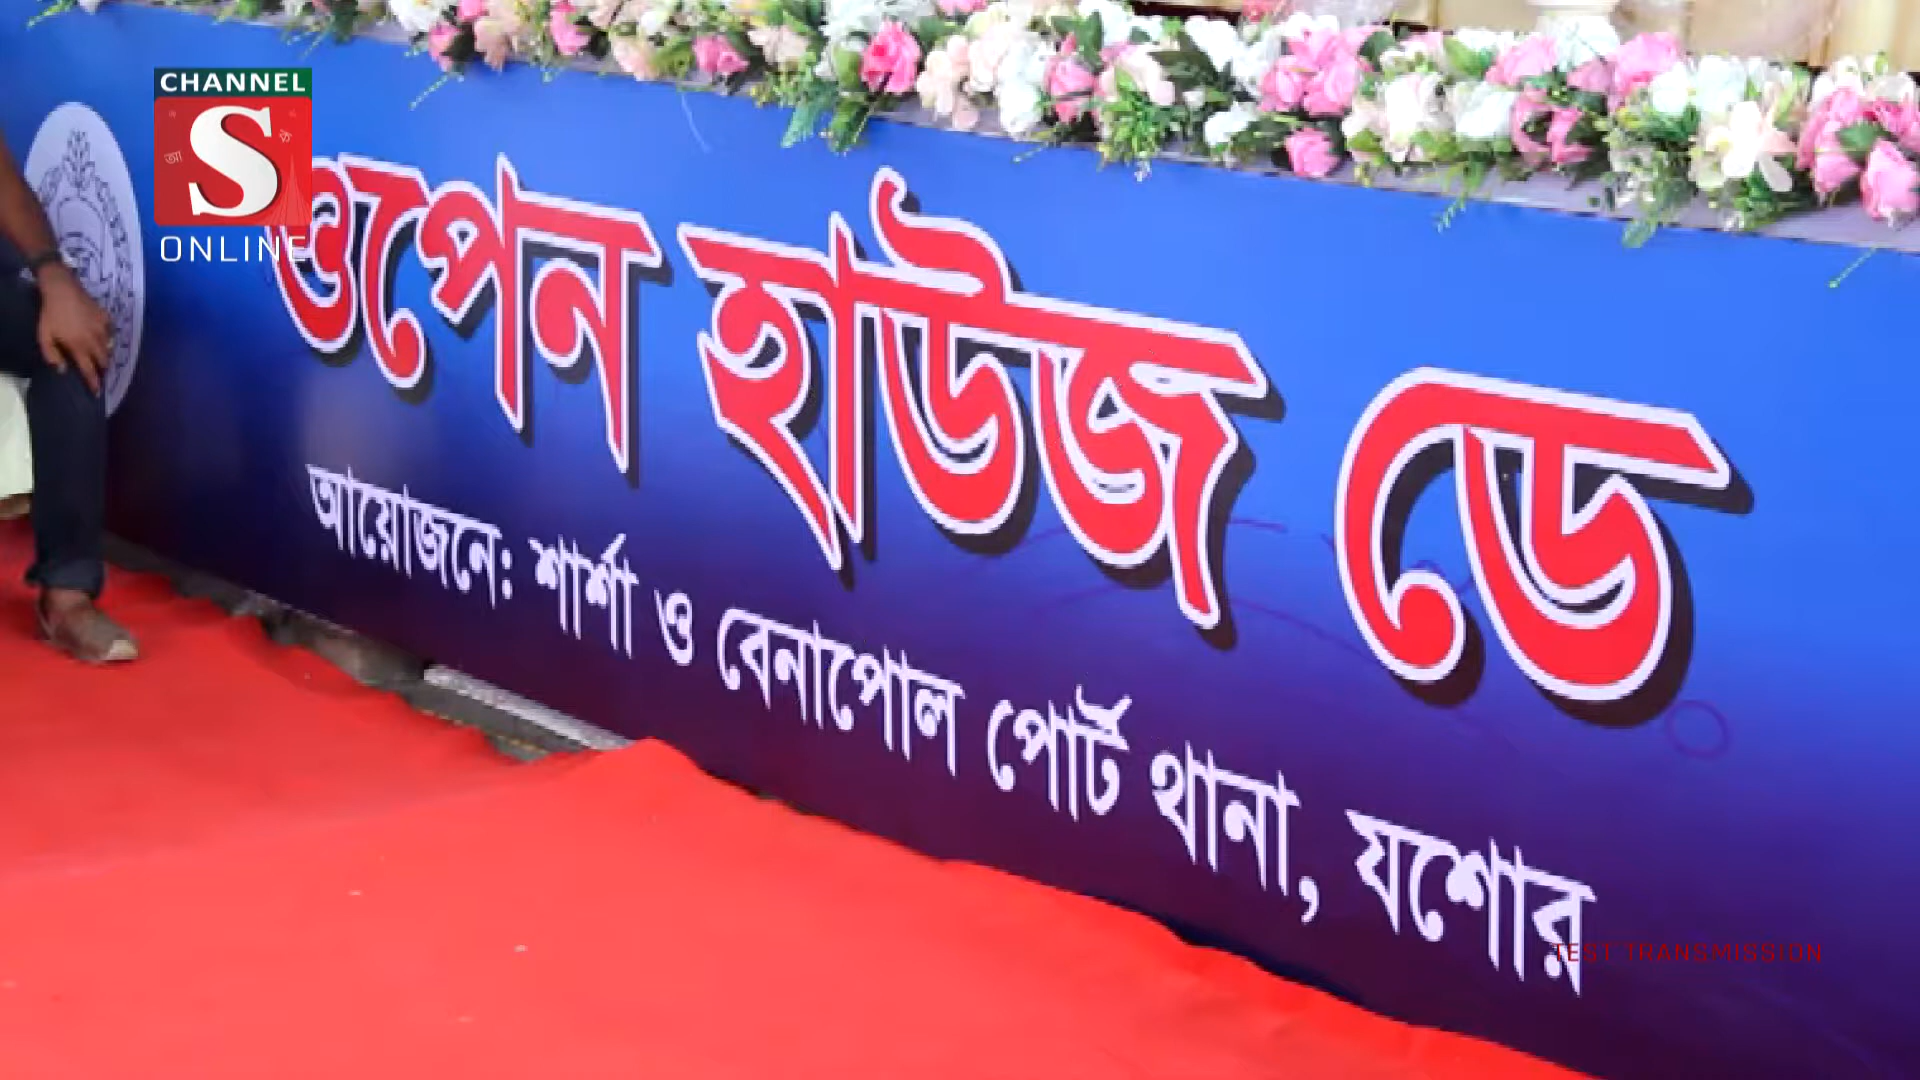 CHANNEL
S
ONLINE
ওপেন হাউজ ডে
আয়োজনে: শার্শা ও বেনাপোল পোর্ট থানা, যশোর
TEST TRANSMISSION